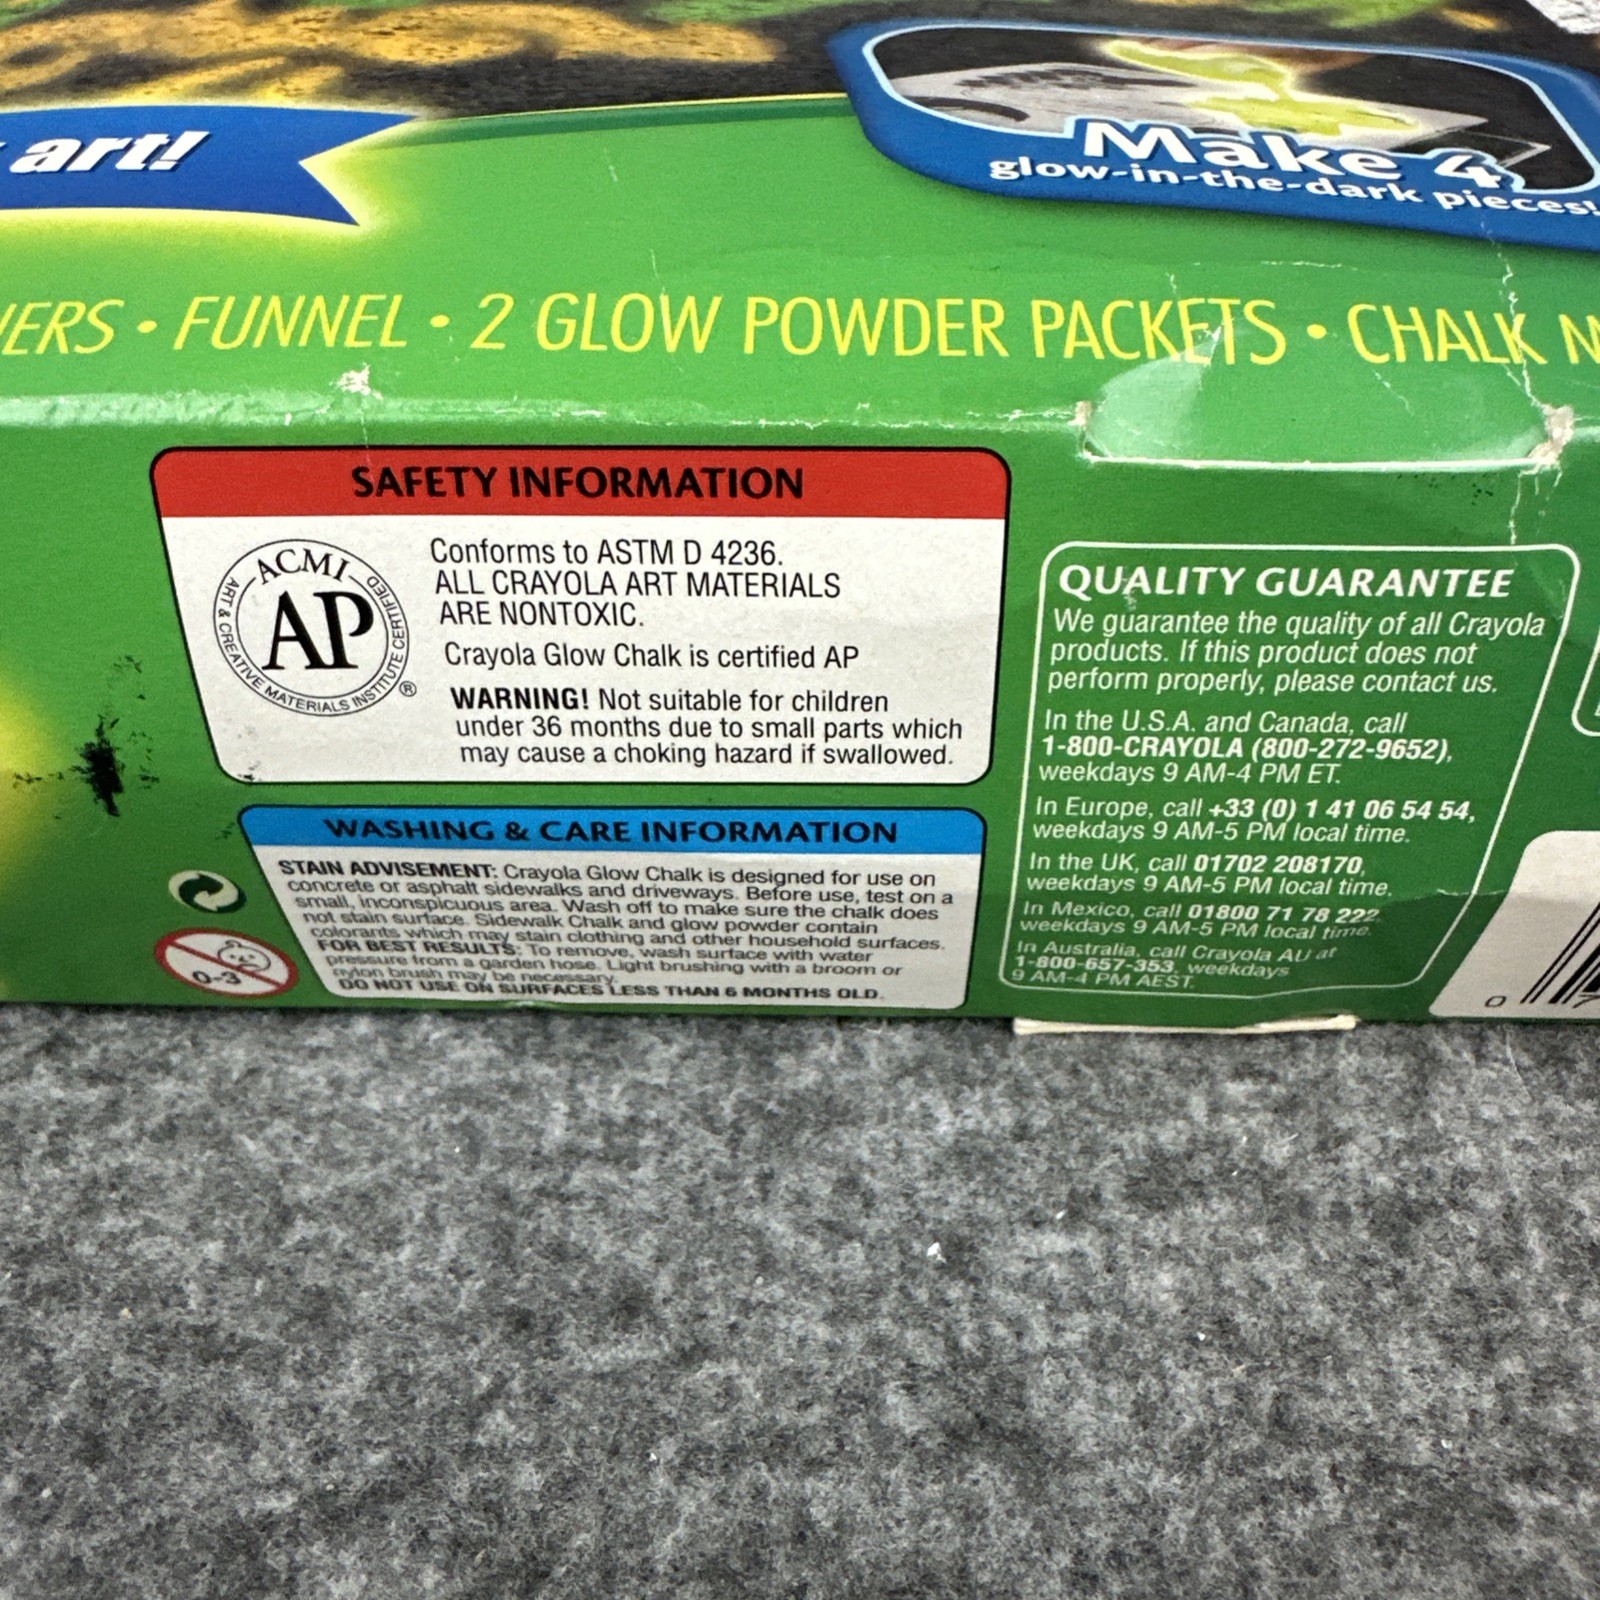 art!
Make 4
glow-in-the-dark pieces!
• FUNNEL • 2 GLOW POWDER PACKETS • CHALK
SAFETY INFORMATION
ACMI
AP
ART & CREATIVE MATERIALS INSTITUTE CERTIFIED
®
Conforms to ASTM D 4236.
ALL CRAYOLA ART MATERIALS
ARE NONTOXIC.
Crayola Glow Chalk is certified AP
WARNING! Not suitable for children
under 36 months due to small parts which
may cause a choking hazard if swallowed.
WASHING & CARE INFORMATION
STAIN ADVISEMENT: Crayola Glow Chalk is designed for use on
concrete or asphalt sidewalks and driveways. Before use, test on a
small, inconspicuous area. Wash off to make sure the chalk does
not stain surface. Sidewalk Chalk and glow powder contain
colorants which may stain clothing and other household surfaces.
FOR BEST RESULTS: To remove, wash surface with water
pressure from a garden hose. Light brushing with a broom or
nylon brush may be necessary.
DO NOT USE ON SURFACES LESS THAN 6 MONTHS OLD.
0-3
QUALITY GUARANTEE
We guarantee the quality of all Crayola
products. If this product does not
perform properly, please contact us.
In the U.S.A. and Canada, call
1-800-CRAYOLA (800-272-9652),
weekdays 9 AM-4 PM ET.
In Europe, call +33 (0) 1 41 06 54 54,
weekdays 9 AM-5 PM local time.
In the UK, call 01702 208170,
weekdays 9 AM-5 PM local time.
In Mexico, call 01800 71 78 222,
weekdays 9 AM-5 PM local time.
In Australia, call Crayola AU at
1-800-657-353, weekdays
9 AM-4 PM AEST.
0